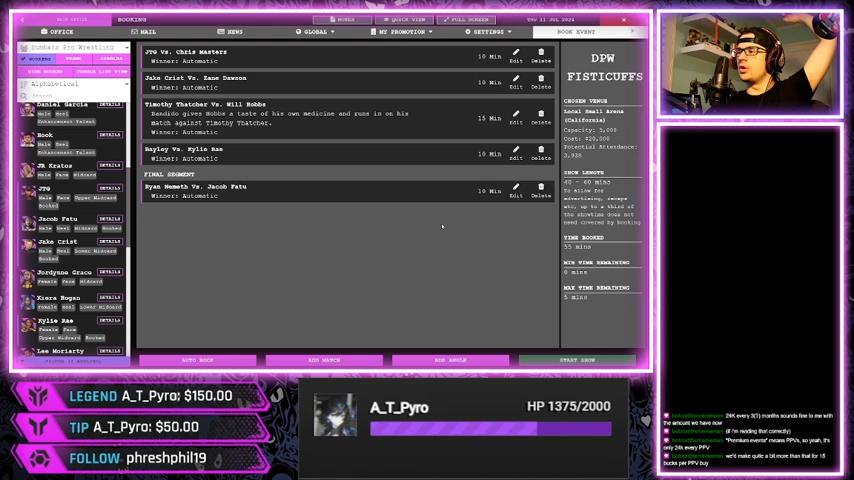 MAIN OFFICE
BOOKING
NOTES
QUICK VIEW
FULL SCREEN
THU 11 JUL 2024
OFFICE
MAIL
NEWS
GLOBAL
MY PROMOTION
SETTINGS
BOOK EVENT
Dumbarz Pro Wrestling
WORKERS
TEAMS
STABLES
HIDE BOOKED
TOGGLE LIST VIEW
Alphabetical
Search
Daniel Garcia
DETAILS
Male Heel
Enhancement Talent
Hook
DETAILS
Male Heel
Enhancement Talent
JR Kratos
DETAILS
Male Heel Midcard
JTG
DETAILS
Male Face Upper Midcard
Booked
Jacob Fatu
DETAILS
Male Heel Midcard Booked
Jake Crist
DETAILS
Male Heel Lower Midcard
Booked
Jordynne Grace
DETAILS
Female Face Midcard
Kiera Hogan
DETAILS
Female Heel Lower Midcard
Kylie Rae
DETAILS
Female Face
Upper Midcard Booked
Lee Moriarty
DETAILS
JTG Vs. Chris Masters
Winner: Automatic
10 Min
Edit
Delete
Jake Crist Vs. Zane Dawson
Winner: Automatic
10 Min
Edit
Delete
Timothy Thatcher Vs. Will Hobbs
Bandido gives Hobbs a taste of his own medicine and runs in on his
match against Timothy Thatcher.
Winner: Automatic
15 Min
Edit
Delete
Bayley Vs. Kylie Rae
Winner: Automatic
10 Min
Edit
Delete
FINAL SEGMENT
Ryan Nemeth Vs. Jacob Fatu
Winner: Automatic
10 Min
Edit
Delete
AUTO BOOK
ADD MATCH
ADD ANGLE
START SHOW
DPW
FISTICUFFS
CHOSEN VENUE
Local Small Arena
(California)
Capacity: 5,000
Cost: $20,000
Potential Attendance:
3,938
SHOW LENGTH
40 - 60 mins
To allow for
advertising, recaps
etc, up to a third of
the showtime does not
need covered by booking
TIME BOOKED
55 mins
MIN TIME REMAINING
0 mins
MAX TIME REMAINING
5 mins
LEGEND A_T_Pyro: $150.00
TIP A_T_Pyro: $50.00
FOLLOW phreshphil19
A_T_Pyro
HP 1375/2000
24K every 3(?) months sounds fine to me with
the amount we have now
(if I'm reading that correctly)
"Premium events" means PPVs, so yeah, it's
only 24k every PPV
we'd make quite a bit more than that for 18
bucks per PPV buy